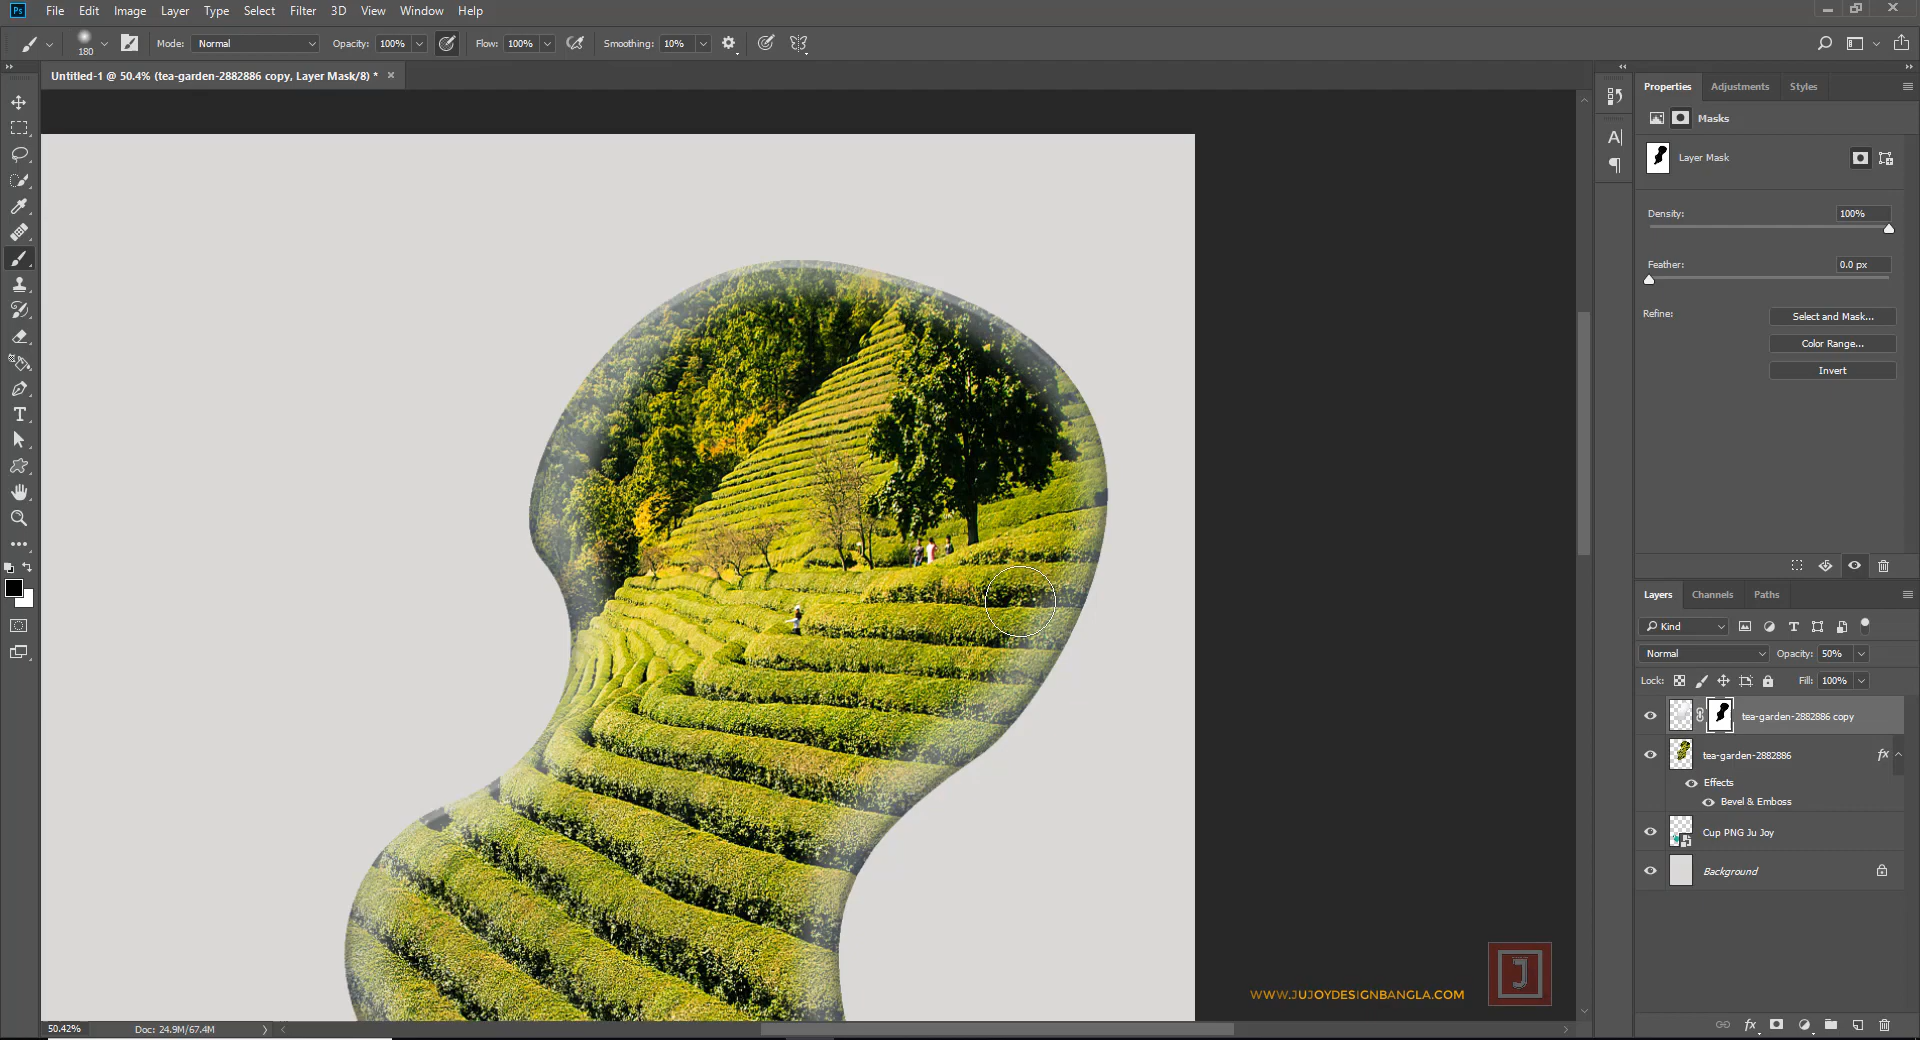 Ps File Edit Image Layer Type Select Filter 3D View Window Help
180 Mode: Normal Opacity: 100% Flow: 100% Smoothing: 10%
Untitled-1 @ 50.4% (tea-garden-2882886 copy, Layer Mask/8) * ×
Properties Adjustments Styles
Masks
Layer Mask
Density: 100%
Feather: 0.0 px
Refine: Select and Mask...
Color Range...
Invert
Layers Channels Paths
Kind
Normal Opacity: 50%
Lock: Fill: 100%
tea-garden-2882886 copy
tea-garden-2882886 fx
Effects
Bevel & Emboss
Cup PNG Ju Joy
Background
WWW.JUJOYDESIGNBANGLA.COM
J
50.42% Doc: 24.9M/67.4M
fx